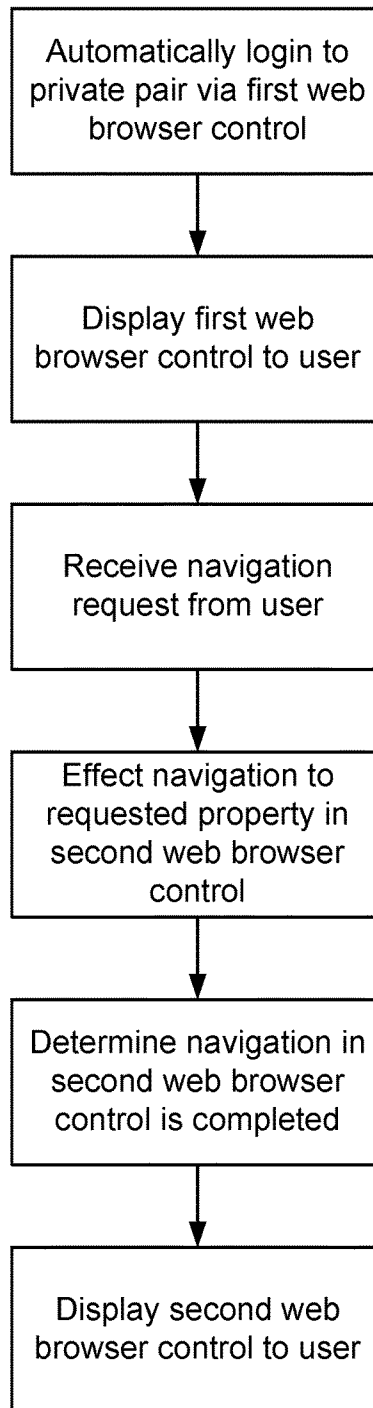 Automatically login to
private pair via first web
browser control
Display first web
browser control to user
Receive navigation
request from user
Effect navigation to
requested property in
second web browser
control
Determine navigation in
second web browser
control is completed
Display second web
browser control to user